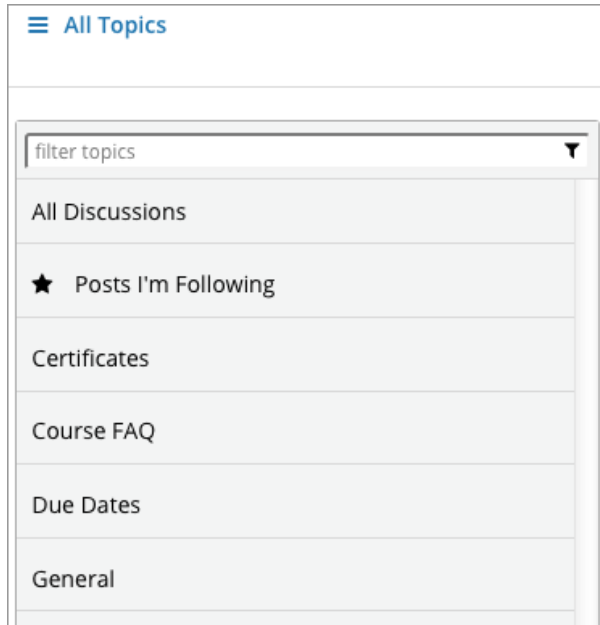 All Topics
filter topics
All Discussions
Posts I'm Following
Certificates
Course FAQ
Due Dates
General